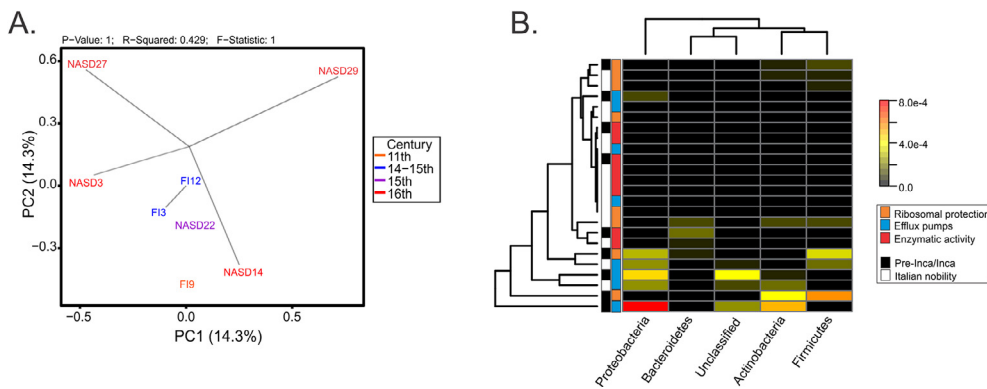 A.
P-Value: 1; R-Squared: 0.429; F-Statistic: 1
0.6
0.3
0.0
−0.3
PC2 (14.3%)
NASD27
NASD29
NASD3
FI12
FI3
NASD22
NASD14
FI9
−0.5
0.0
0.5
PC1 (14.3%)
Century
11th
14−15th
15th
16th
B.
8.0e-4
4.0e-4
0.0
Ribosomal protection
Efflux pumps
Enzymatic activity
Pre-Inca/Inca
Italian nobility
Proteobacteria
Bacteroidetes
Unclassified
Actinobacteria
Firmicutes